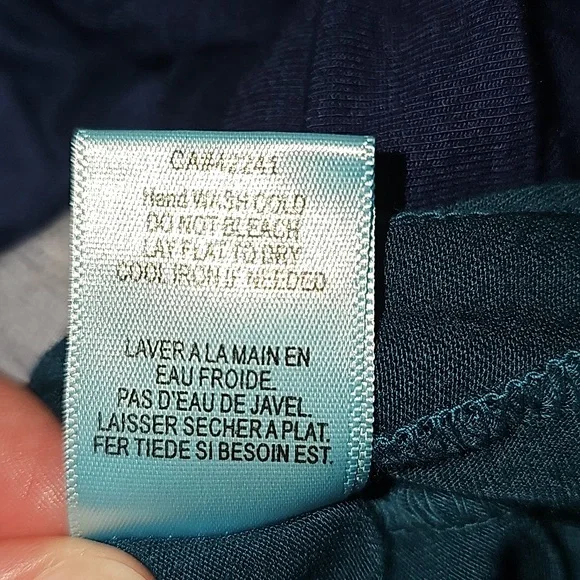 CA#42241
Hand WASH COLD
DO NOT BLEACH
LAY FLAT TO DRY
COOL IRON IF NEEDED
LAVER A LA MAIN EN
EAU FROIDE.
PAS D'EAU DE JAVEL.
LAISSER SECHER A PLAT.
FER TIEDE SI BESOIN EST.